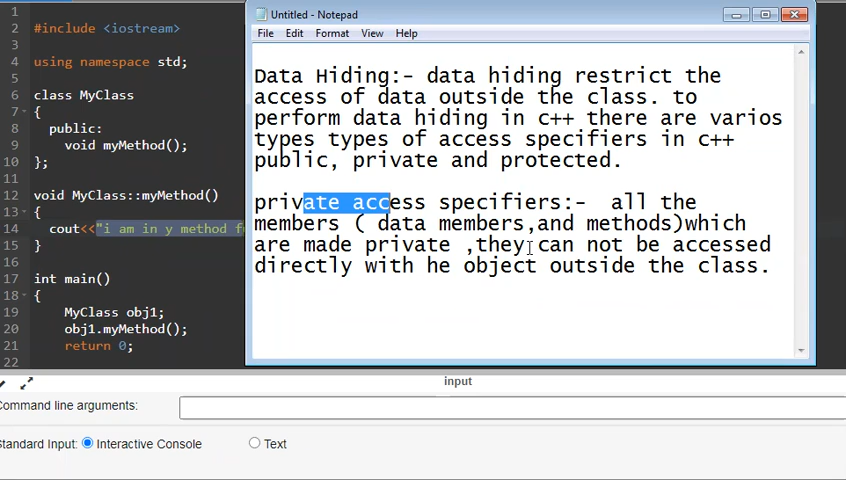 Untitled - Notepad
File Edit Format View Help
Data Hiding:- data hiding restrict the
access of data outside the class. to
perform data hiding in c++ there are varios
types types of access specifiers in c++
public, private and protected.
private access specifiers:- all the
members ( data members,and methods)which
are made private ,they can not be accessed
directly with he object outside the class.
1
2 #include <iostream>
3
4 using namespace std;
5
6 class MyClass
7 {
8 public:
9 void myMethod();
10 };
11
12 void MyClass::myMethod()
13 {
14 cout<<"i am in y method f
15 }
16
17 int main()
18 {
19 MyClass obj1;
20 obj1.myMethod();
21 return 0;
22
input
Command line arguments:
Standard Input: Interactive Console Text